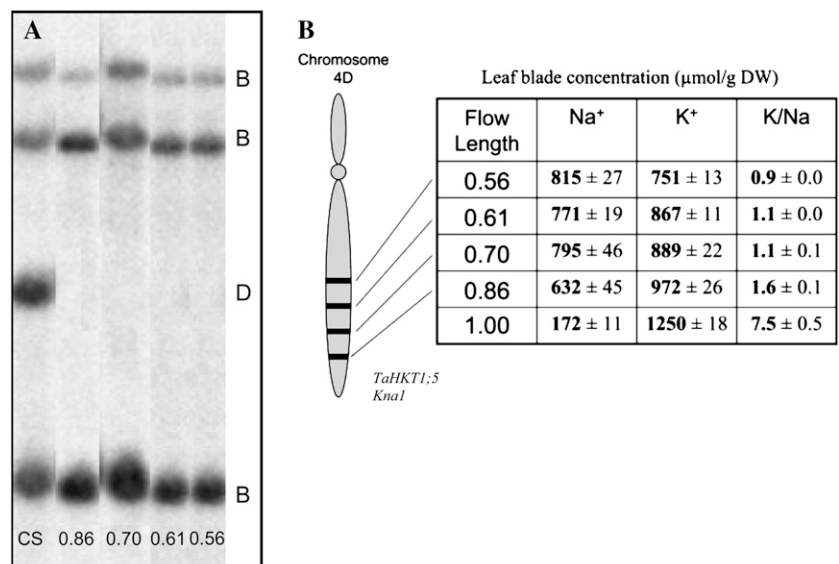 A
B
B
D
B
CS 0.86 0.70 0.61 0.56
B
Chromosome
4D
Leaf blade concentration (µmol/g DW)
Flow Length Na⁺ K⁺ K/Na
0.56 815 ± 27 751 ± 13 0.9 ± 0.0
0.61 771 ± 19 867 ± 11 1.1 ± 0.0
0.70 795 ± 46 889 ± 22 1.1 ± 0.1
0.86 632 ± 45 972 ± 26 1.6 ± 0.1
1.00 172 ± 11 1250 ± 18 7.5 ± 0.5
TaHKT1;5
Kna1